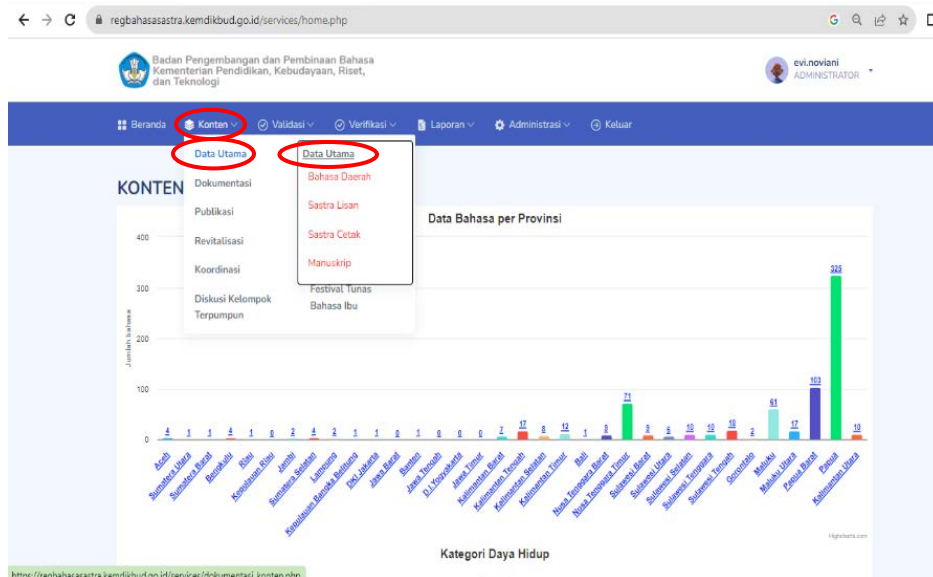 regbahasasastra.kemdikbud.go.id/services/home.php
Badan Pengembangan dan Pembinaan Bahasa
Kementerian Pendidikan, Kebudayaan, Riset,
dan Teknologi
evi.noviani
ADMINISTRATOR
Beranda Konten Validasi Verifikasi Laporan Administrasi Keluar
Data Utama
Dokumentasi
Publikasi
Revitalisasi
Koordinasi
Diskusi Kelompok
Terpumpun
Data Utama
Bahasa Daerah
Sastra Lisan
Sastra Cetak
Manuskrip
Festival Tunas
Bahasa Ibu
KONTEN
Data Bahasa per Provinsi
Jumlah bahasa
400
300
200
100
0
4 1 1 4 1 0 2 4 2 1 1 0 1 0 0 0 7 17 8 12 1 9 71 9 6 10 10 18 2 61 17 103 325 10
Aceh
Sumatera Utara
Sumatera Barat
Bengkulu
Riau
Kepulauan Riau
Jambi
Sumatera Selatan
Lampung
Kepulauan Bangka Belitung
DKI Jakarta
Jawa Barat
Banten
Jawa Tengah
D.I Yogyakarta
Jawa Timur
Kalimantan Barat
Kalimantan Tengah
Kalimantan Selatan
Kalimantan Timur
Bali
Nusa Tenggara Barat
Nusa Tenggara Timur
Sulawesi Barat
Sulawesi Utara
Sulawesi Selatan
Sulawesi Tenggara
Sulawesi Tengah
Gorontalo
Maluku
Maluku Utara
Papua Barat
Papua
Kalimantan Utara
Highcharts.com
Kategori Daya Hidup
https://regbahasasastra.kemdikbud.go.id/services/dokumentasi_konten.php